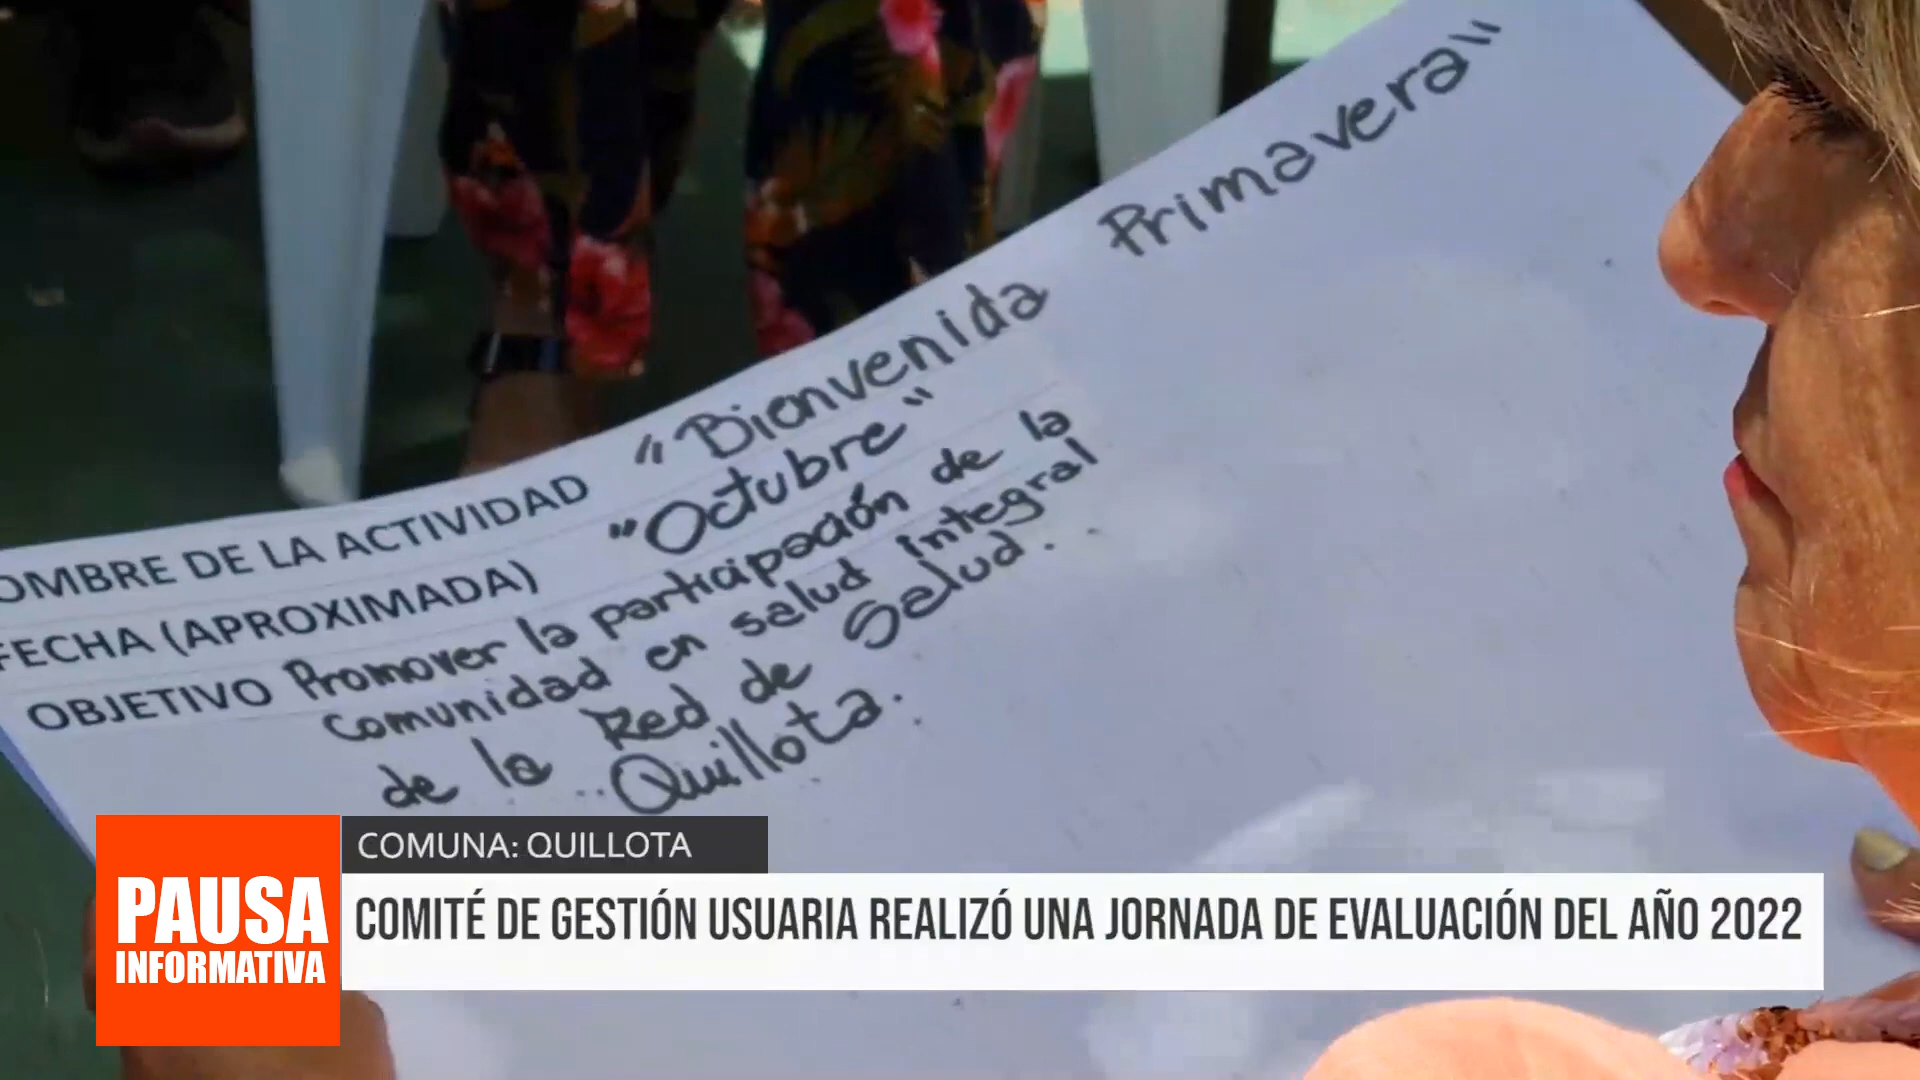 OMBRE DE LA ACTIVIDAD "Bienvenida Primavera"
FECHA (APROXIMADA) "Octubre"
OBJETIVO Promover la participación de la
comunidad en salud integral
de la Red de Salud.
Quillota.
COMUNA: QUILLOTA
PAUSA
INFORMATIVA
COMITÉ DE GESTIÓN USUARIA REALIZÓ UNA JORNADA DE EVALUACIÓN DEL AÑO 2022